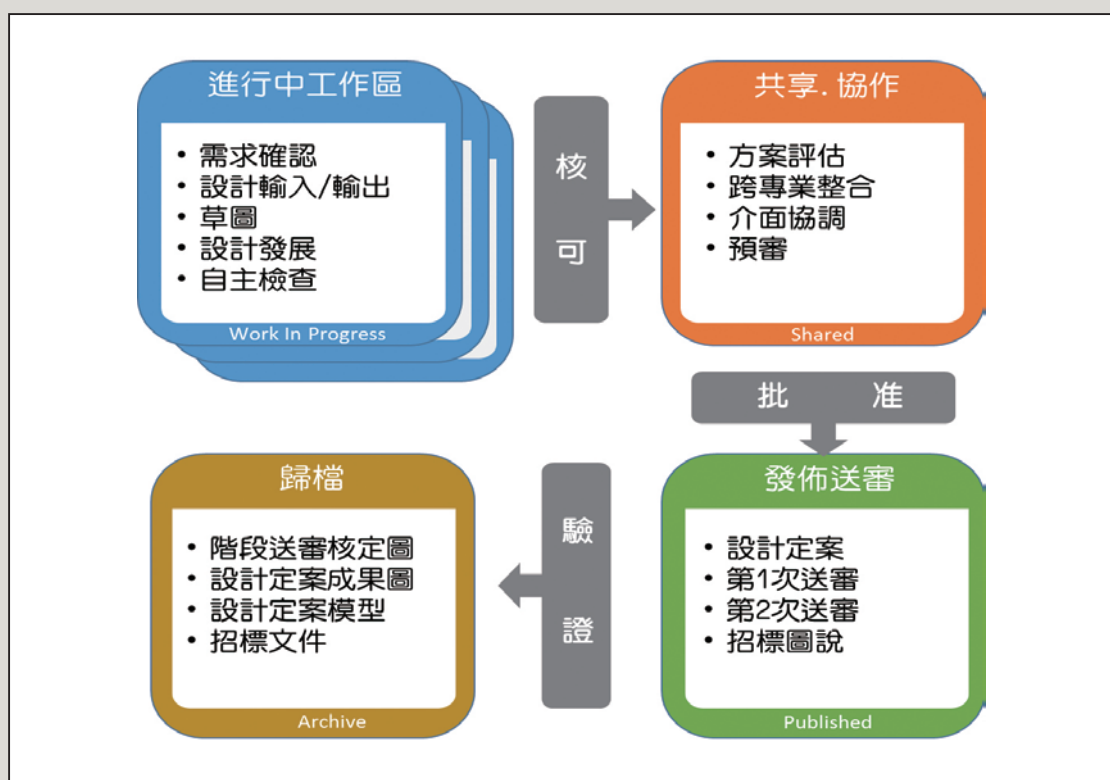 進行中工作區
• 需求確認
• 設計輸入/輸出
• 草圖
• 設計發展
• 自主檢查
Work In Progress
核
可
共享.協作
• 方案評估
• 跨專業整合
• 介面協調
• 預審
Shared
批 准
發佈送審
• 設計定案
• 第1次送審
• 第2次送審
• 招標圖說
Published
驗
證
歸檔
• 階段送審核定圖
• 設計定案成果圖
• 設計定案模型
• 招標文件
Archive